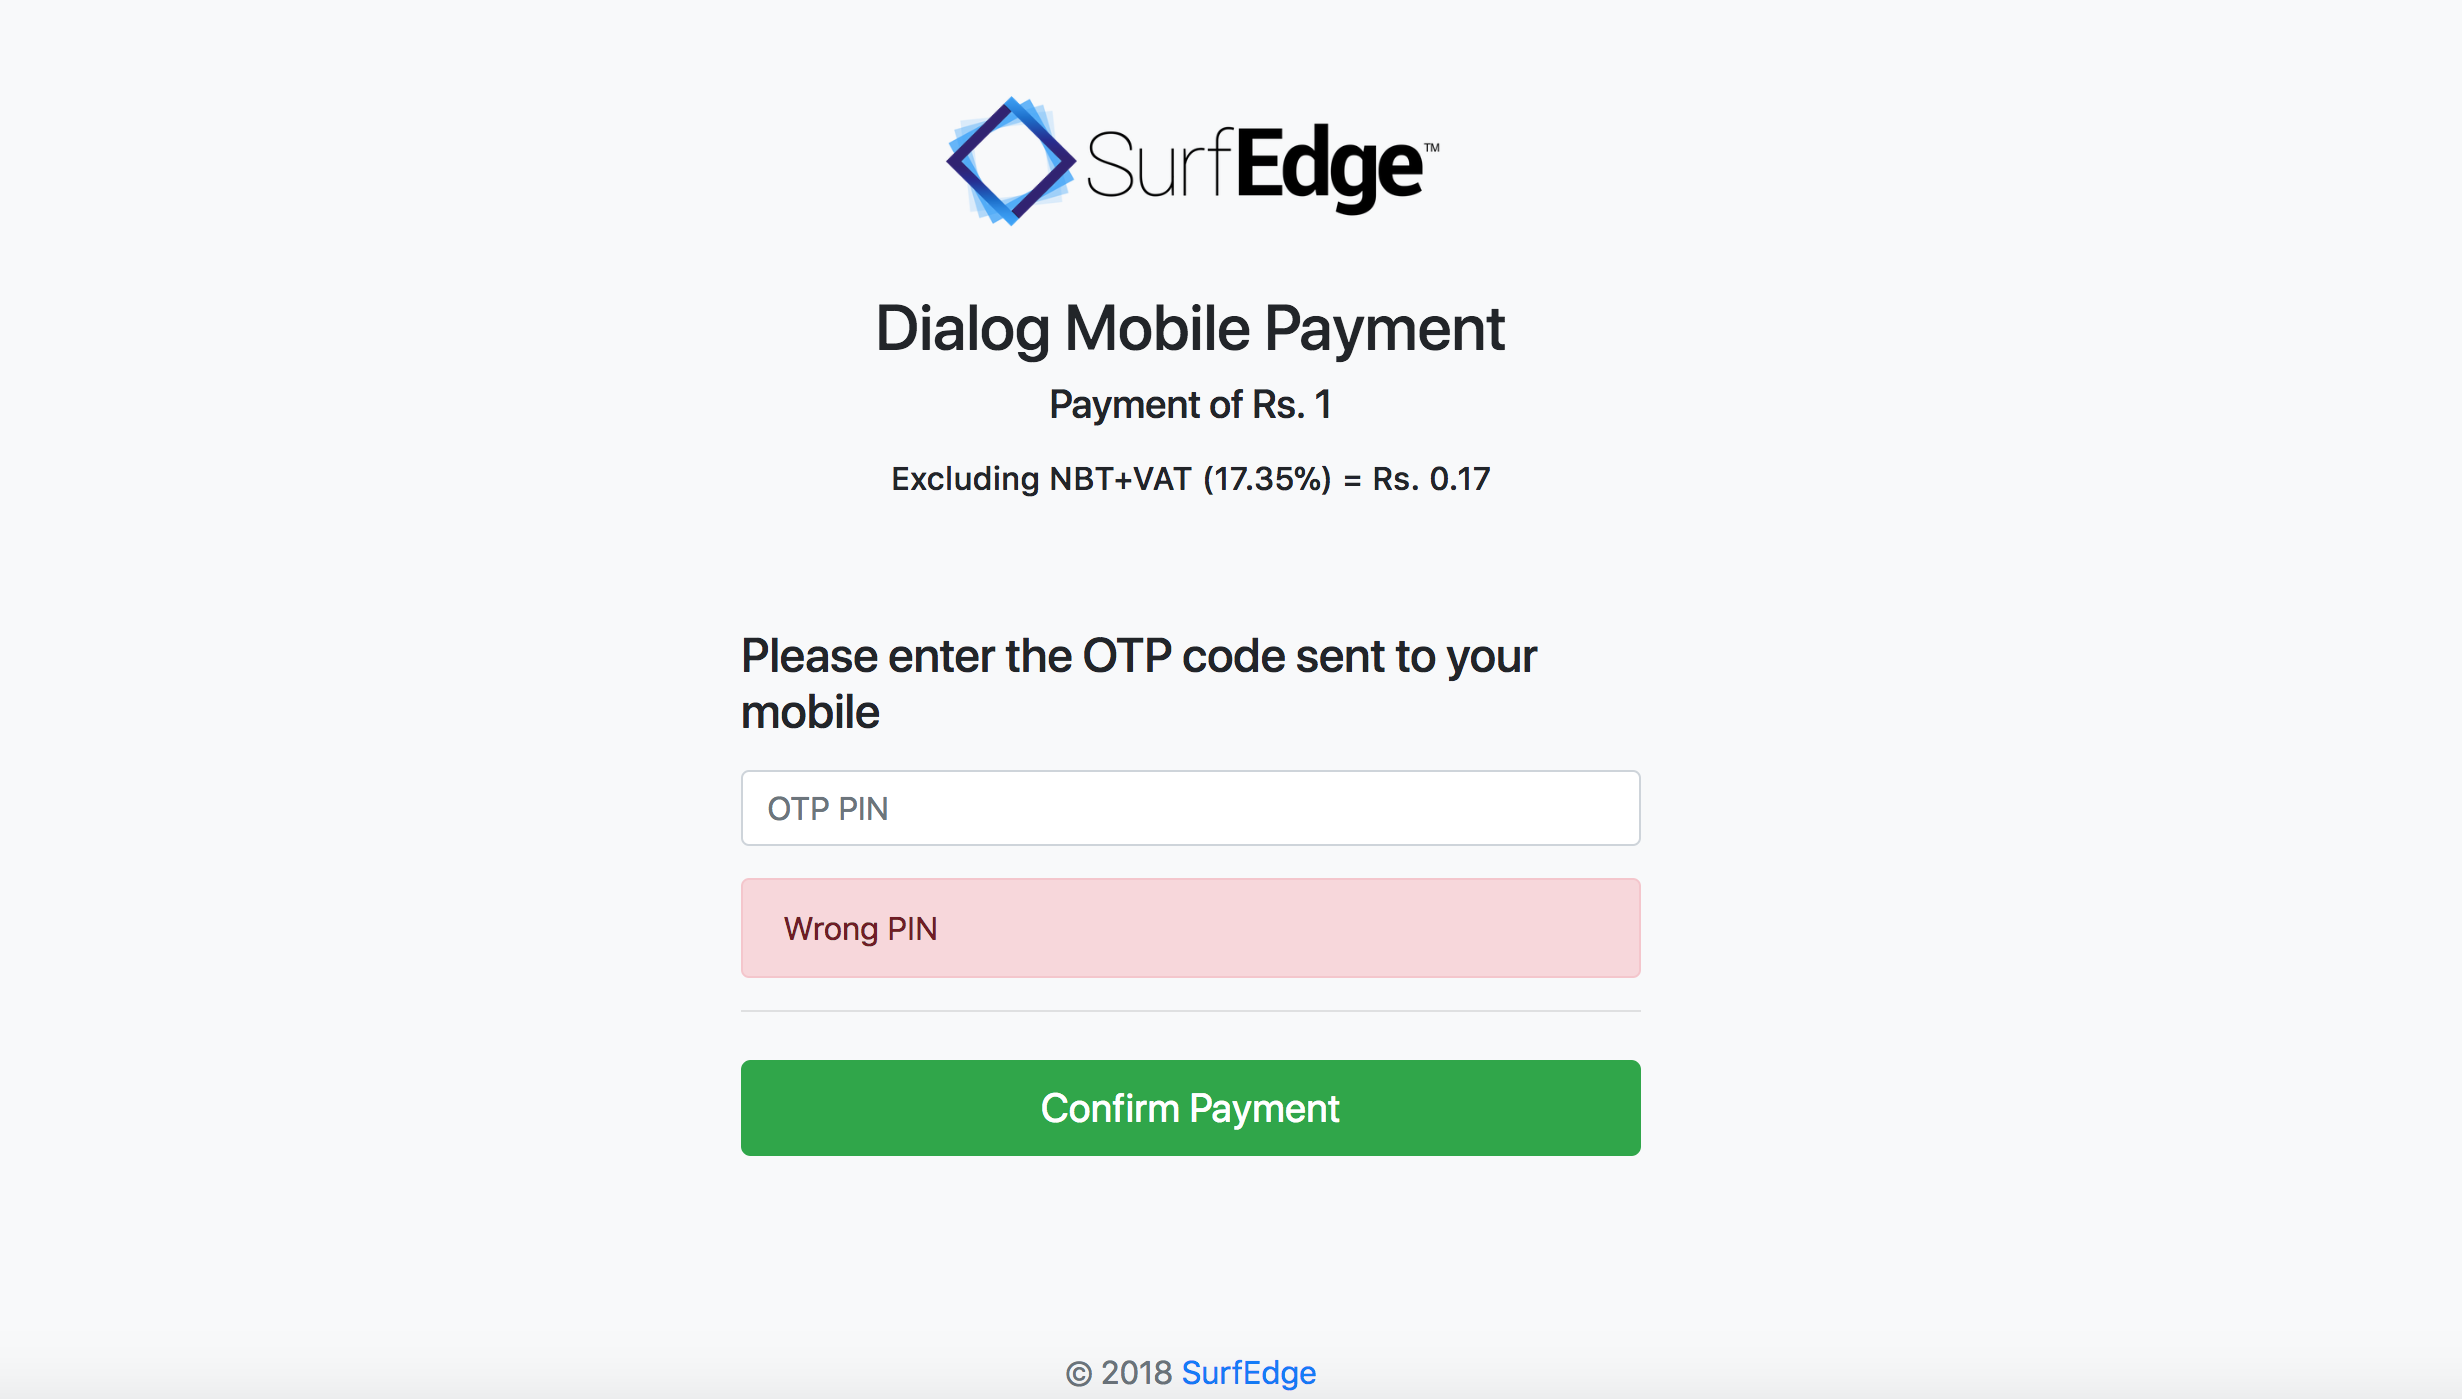 SurfEdge™
Dialog Mobile Payment
Payment of Rs. 1
Excluding NBT+VAT (17.35%) = Rs. 0.17
Please enter the OTP code sent to your
mobile
OTP PIN
Wrong PIN
Confirm Payment
© 2018 SurfEdge